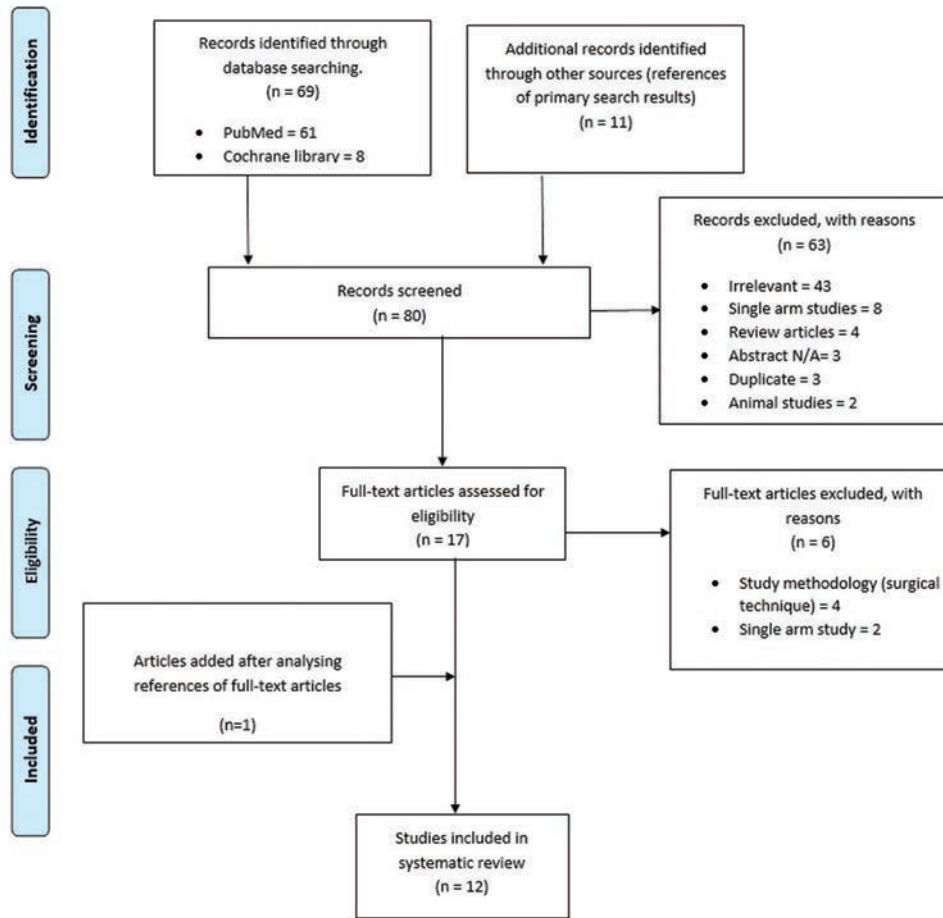 Identification
Records identified through
database searching.
(n = 69)
• PubMed = 61
• Cochrane library = 8
Additional records identified
through other sources (references
of primary search results)
(n = 11)
Screening
Records screened
(n = 80)
Records excluded, with reasons
(n = 63)
• Irrelevant = 43
• Single arm studies = 8
• Review articles = 4
• Abstract N/A= 3
• Duplicate = 3
• Animal studies = 2
Eligibility
Full-text articles assessed for
eligibility
(n = 17)
Full-text articles excluded, with
reasons
(n = 6)
• Study methodology (surgical
technique) = 4
• Single arm study = 2
Articles added after analysing
references of full-text articles
(n=1)
Included
Studies included in
systematic review
(n = 12)